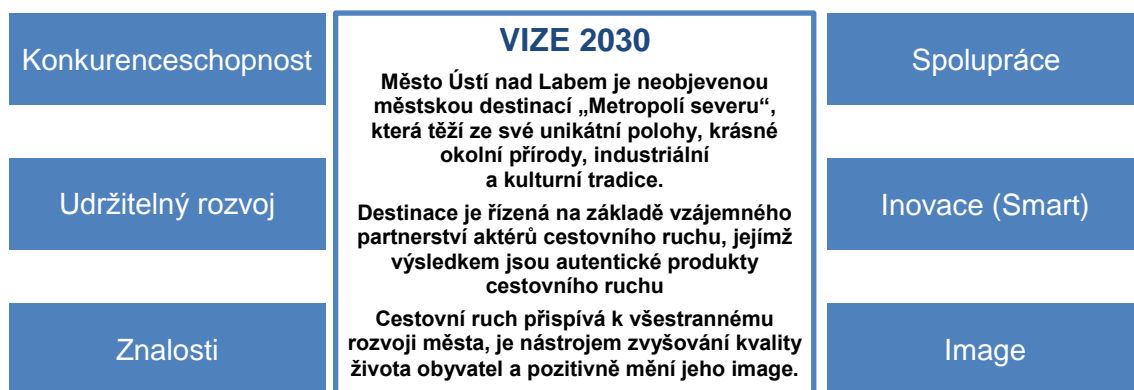 Konkurenceschopnost
Udržitelný rozvoj
Znalosti
VIZE 2030
Město Ústí nad Labem je neobjevenou
městskou destinací „Metropolí severu“,
která těží ze své unikátní polohy, krásné
okolní přírody, industriální
a kulturní tradice.
Destinace je řízená na základě vzájemného
partnerství aktérů cestovního ruchu, jejímž
výsledkem jsou autentické produkty
cestovního ruchu
Cestovní ruch přispívá k všestrannému
rozvoji města, je nástrojem zvyšování kvality
života obyvatel a pozitivně mění jeho image.
Spolupráce
Inovace (Smart)
Image